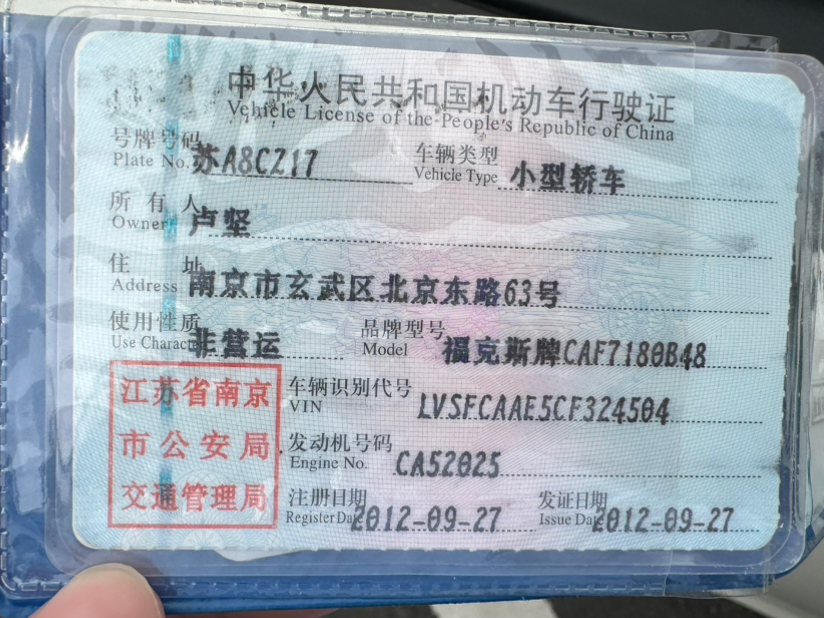 中华人民共和国机动车行驶证
Vehicle License of the People's Republic of China
号牌号码 苏A8CZ17 车辆类型 小型轿车
Plate No. Vehicle Type
所有人 卢坚
Owner
住址 南京市玄武区北京东路63号
Address
使用性质 非营运 品牌型号 福克斯牌CAF7180B48
Use Character Model
江苏省南京
市公安局
交通管理局
车辆识别代号 LVSFCAAE5CF324504
VIN
发动机号码 CA52025
Engine No.
注册日期 2012-09-27 发证日期 2012-09-27
Register Date Issue Date